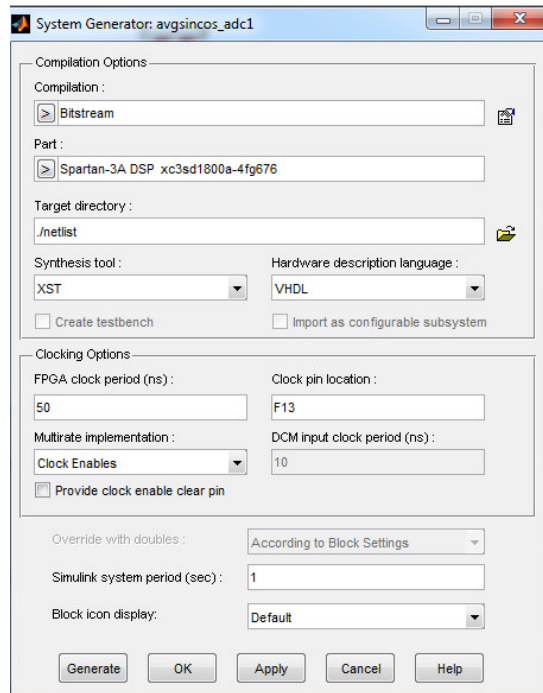 System Generator: avgsincos_adc1
Compilation Options
Compilation :
> Bitstream
Part :
> Spartan-3A DSP xc3sd1800a-4fg676
Target directory :
./netlist
Synthesis tool : Hardware description language :
XST VHDL
Create testbench Import as configurable subsystem
Clocking Options
FPGA clock period (ns) : Clock pin location :
50 F13
Multirate implementation : DCM input clock period (ns) :
Clock Enables 10
Provide clock enable clear pin
Override with doubles : According to Block Settings
Simulink system period (sec) : 1
Block icon display: Default
Generate OK Apply Cancel Help